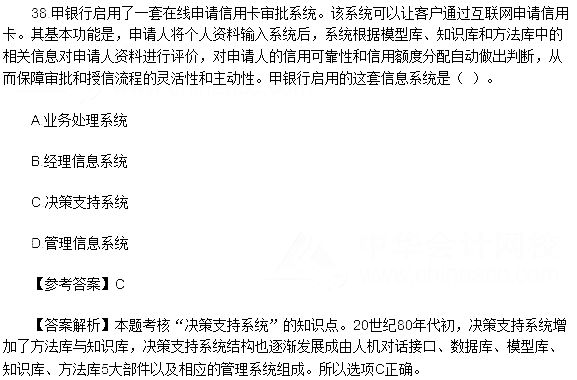 38 甲银行启用了一套在线申请信用卡审批系统。该系统可以让客户通过互联网申请信用
卡。其基本功能是，申请人将个人资料输入系统后，系统根据模型库、知识库和方法库中的
相关信息对申请人资料进行评价，对申请人的信用可靠性和信用额度分配自动做出判断，从
而保障审批和授信流程的灵活性和主动性。甲银行启用的这套信息系统是（ ）。
A 业务处理系统
B 经理信息系统
C 决策支持系统
D 管理信息系统
中华会计网校
www.chinaacc.com
【参考答案】C
【答案解析】本题考核“决策支持系统”的知识点。20世纪80年代初，决策支持系统增
加了方法库与知识库，决策支持系统结构也逐渐发展成由人机对话接口、数据库、模型库、
知识库、方法库5大部件以及相应的管理系统组成。所以选项C正确。